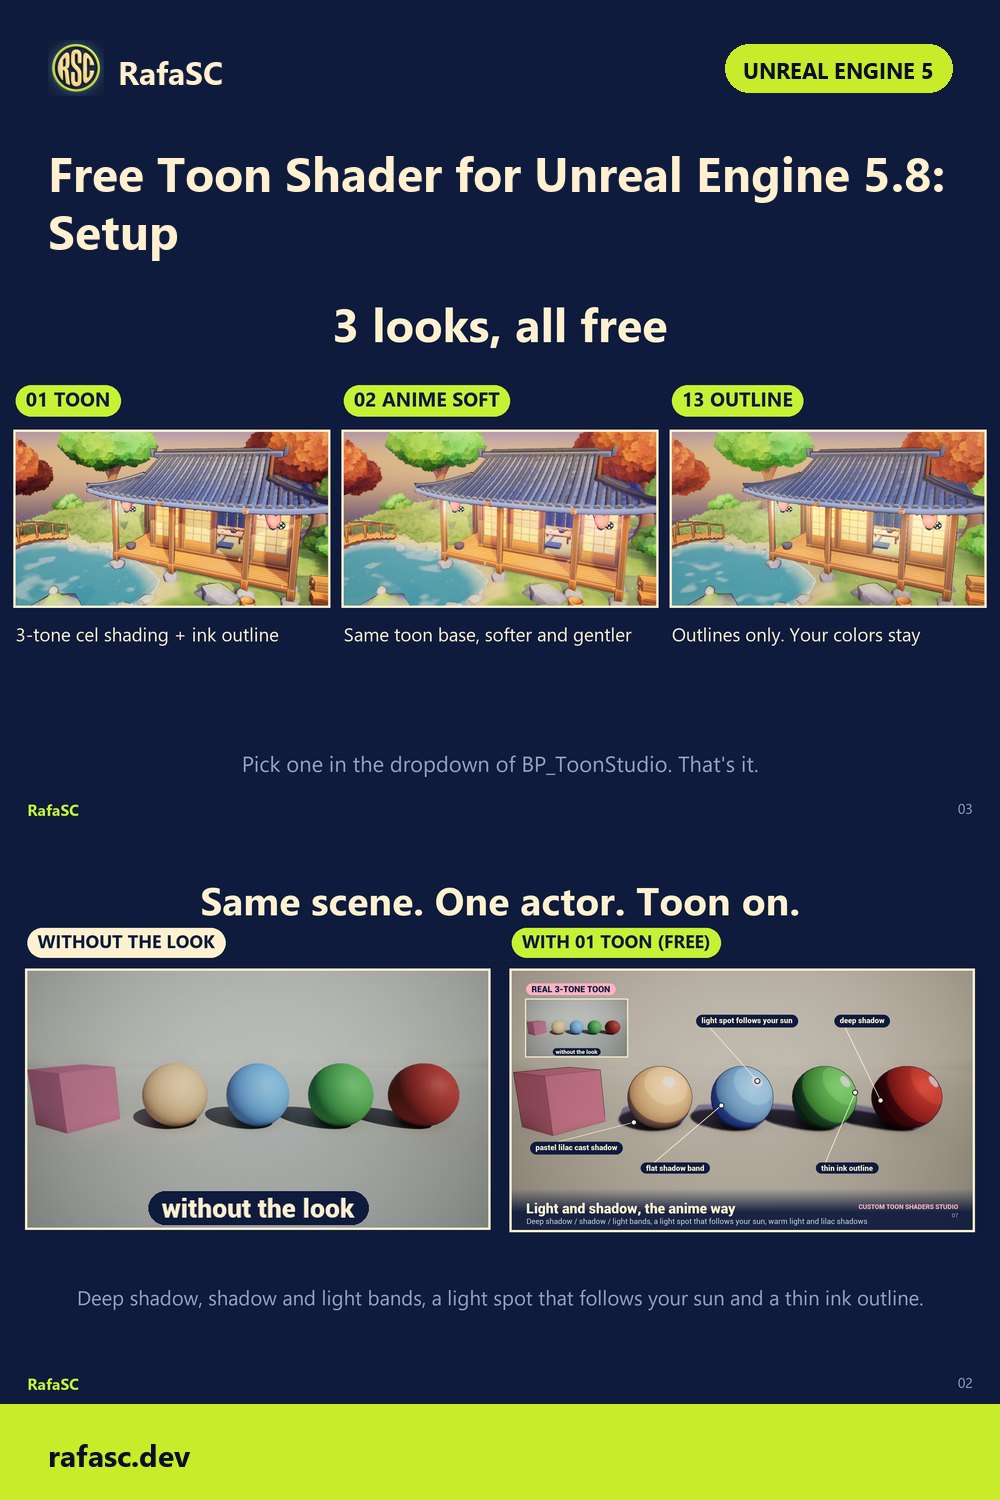 RSC
RafaSC
UNREAL ENGINE 5
Free Toon Shader for Unreal Engine 5.8:
Setup
3 looks, all free
01 TOON
02 ANIME SOFT
13 OUTLINE
3-tone cel shading + ink outline
Same toon base, softer and gentler
Outlines only. Your colors stay
Pick one in the dropdown of BP_ToonStudio. That's it.
RafaSC
03
Same scene. One actor. Toon on.
WITHOUT THE LOOK
WITH 01 TOON (FREE)
without the look
REAL 3-TONE TOON
without the look
light spot follows your sun
deep shadow
pastel lilac cast shadow
flat shadow band
thin ink outline
Light and shadow, the anime way
Deep shadow / shadow / light bands, a light spot that follows your sun, warm light and lilac shadows
CUSTOM TOON SHADERS STUDIO
07
Deep shadow, shadow and light bands, a light spot that follows your sun and a thin ink outline.
RafaSC
02
rafasc.dev